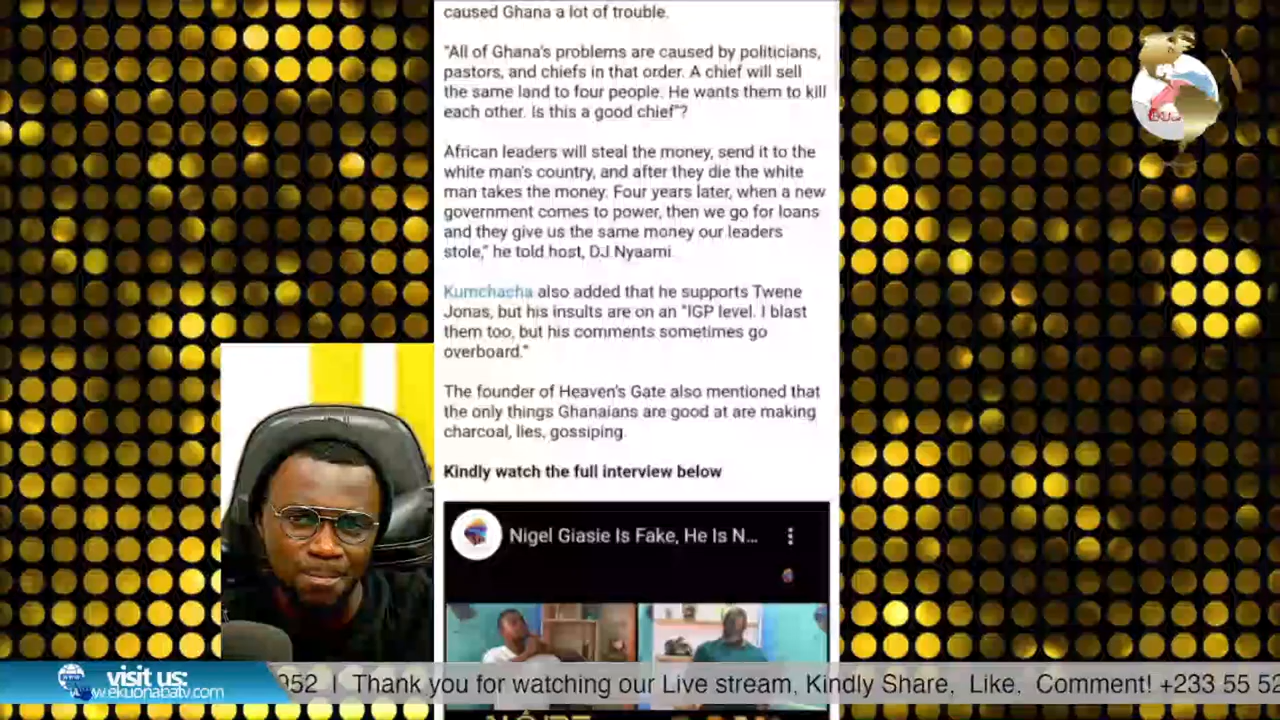 caused Ghana a lot of trouble.
"All of Ghana's problems are caused by politicians,
pastors, and chiefs in that order. A chief will sell
the same land to four people. He wants them to kill
each other. Is this a good chief"?
African leaders will steal the money, send it to the
white man's country, and after they die the white
man takes the money. Four years later, when a new
government comes to power, then we go for loans
and they give us the same money our leaders
stole," he told host, DJ Nyaami.
Kumchacha also added that he supports Twene
Jonas, but his insults are on an "IGP level. I blast
them too, but his comments sometimes go
overboard."
The founder of Heaven's Gate also mentioned that
the only things Ghanaians are good at are making
charcoal, lies, gossiping.
Kindly watch the full interview below
Nigel Giasie Is Fake, He Is N...
visit us:
www.ekuonabatv.com
052 | Thank you for watching our Live stream, Kindly Share, Like, Comment! +233 55 52